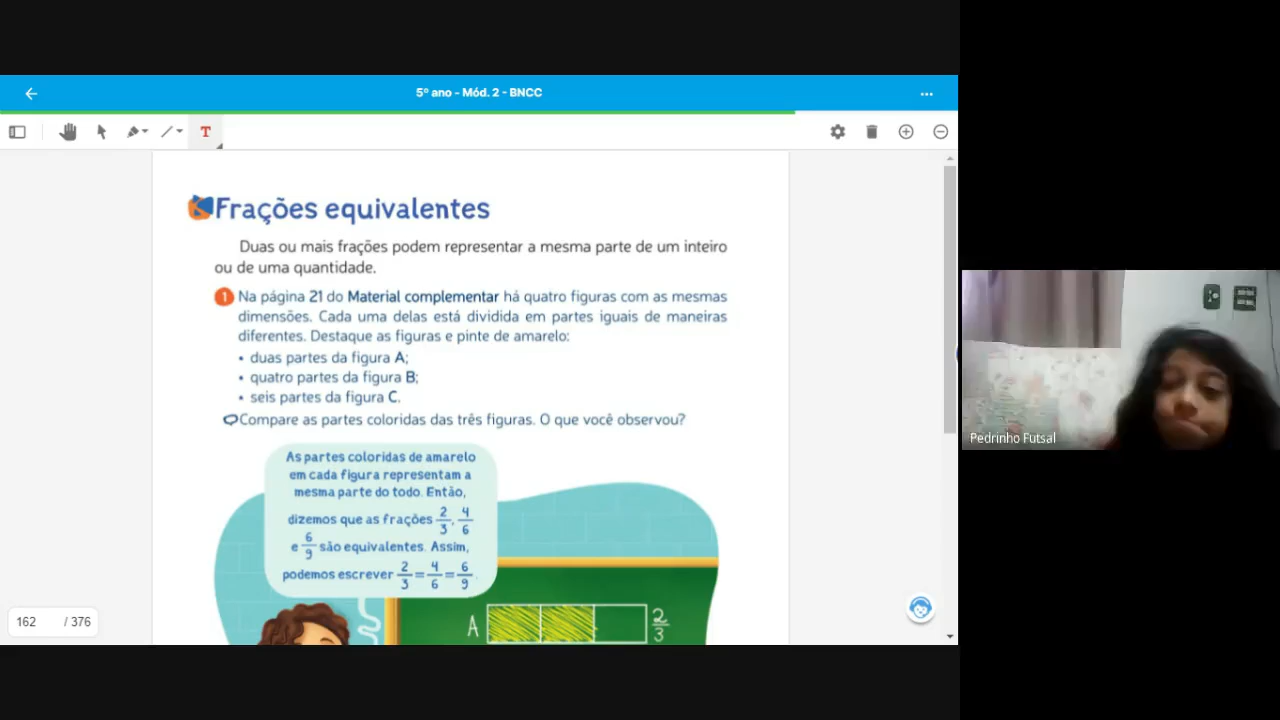 5º ano - Mód. 2 - BNCC
T
Frações equivalentes
Duas ou mais frações podem representar a mesma parte de um inteiro
ou de uma quantidade.
1 Na página 21 do Material complementar há quatro figuras com as mesmas
dimensões. Cada uma delas está dividida em partes iguais de maneiras
diferentes. Destaque as figuras e pinte de amarelo:
• duas partes da figura A;
• quatro partes da figura B;
• seis partes da figura C.
Compare as partes coloridas das três figuras. O que você observou?
As partes coloridas de amarelo
em cada figura representam a
mesma parte do todo. Então,
dizemos que as frações 2/3, 4/6
e 6/9 são equivalentes. Assim,
podemos escrever 2/3 = 4/6 = 6/9.
A 2/3
162 / 376
Pedrinho Futsal